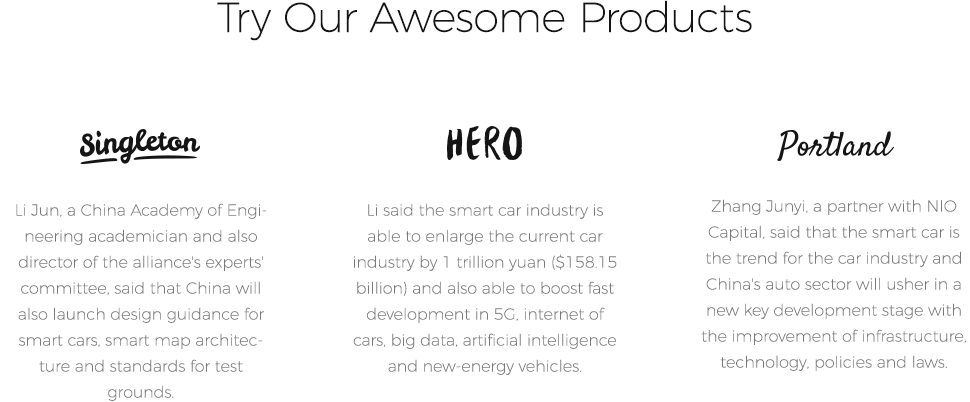 Try Our Awesome Products
Singleton
Li Jun, a China Academy of Engi-
neering academician and also
director of the alliance's experts'
committee, said that China will
also launch design guidance for
smart cars, smart map architec-
ture and standards for test
grounds.
HERO
Li said the smart car industry is
able to enlarge the current car
industry by 1 trillion yuan ($158.15
billion) and also able to boost fast
development in 5G, internet of
cars, big data, artificial intelligence
and new-energy vehicles.
Portland
Zhang Junyi, a partner with NIO
Capital, said that the smart car is
the trend for the car industry and
China's auto sector will usher in a
new key development stage with
the improvement of infrastructure,
technology, policies and laws.